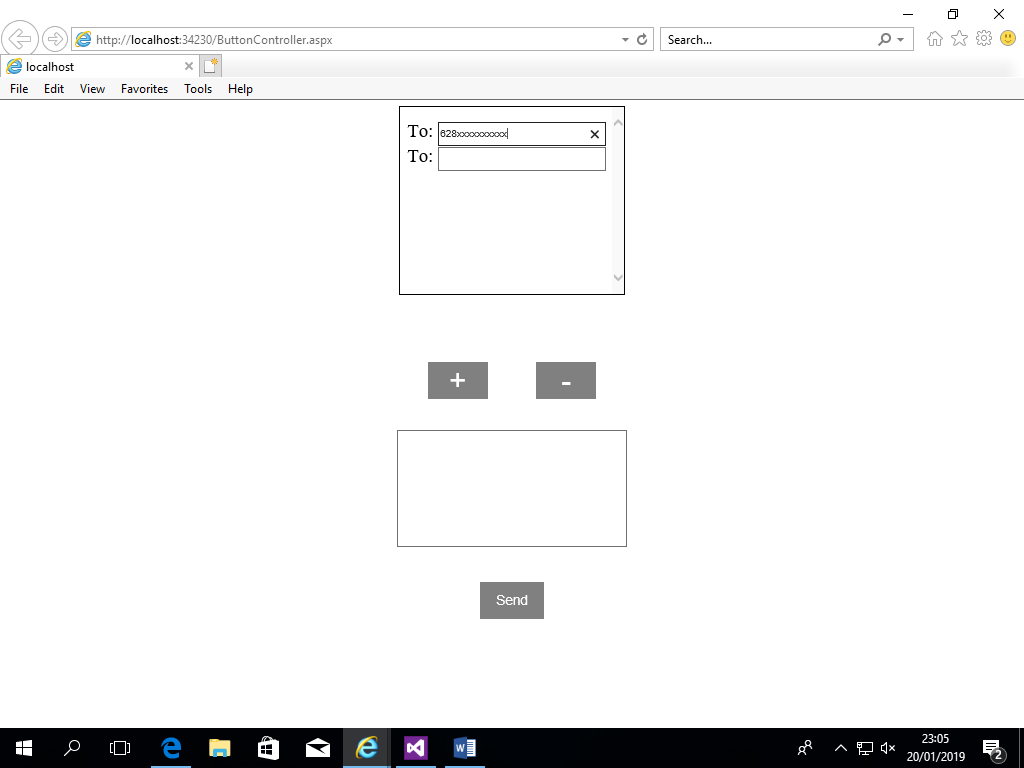 http://localhost:34230/ButtonController.aspx
Search...
localhost
File Edit View Favorites Tools Help
To: 628xxxxxxxxxx
To:
+ -
Send
23:05
20/01/2019
2